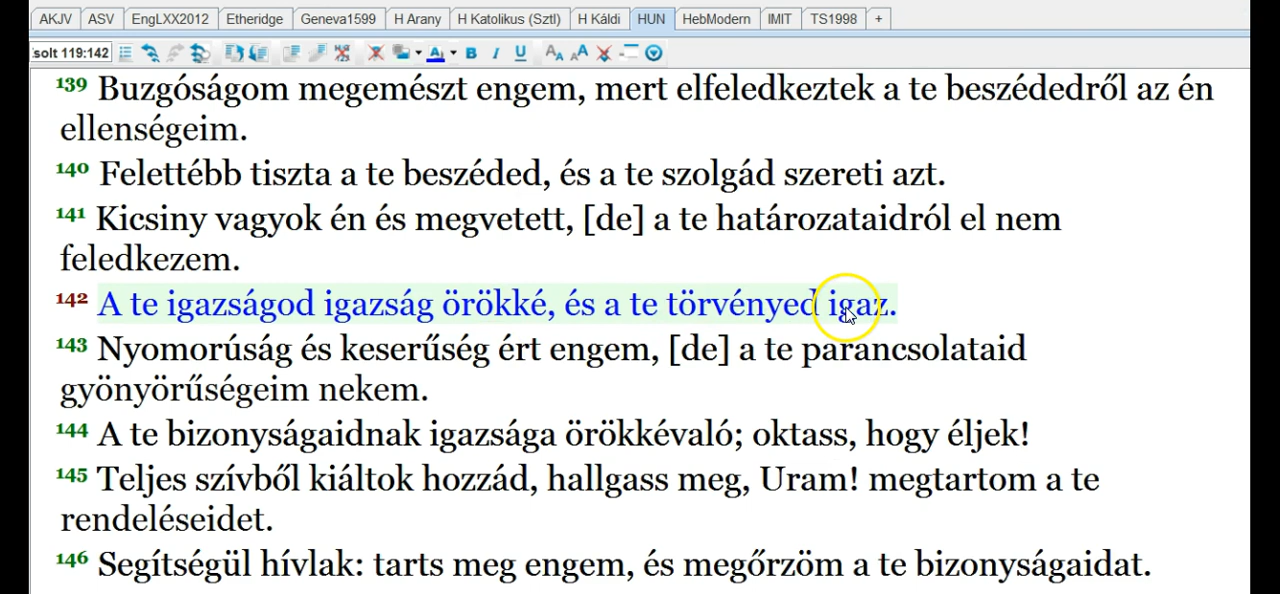 AKJV ASV EngLXX2012 Etheridge Geneva1599 H Arany H Katolikus (Sztl) H Káldi HUN HebModern IMIT TS1998 +
solt 119:142 B I U
139 Buzgóságom megemészt engem, mert elfeledkeztek a te beszédedről az én
ellenségeim.
140 Felettébb tiszta a te beszéded, és a te szolgád szereti azt.
141 Kicsiny vagyok én és megvetett, [de] a te határozataidról el nem
feledkezem.
142 A te igazságod igazság örökké, és a te törvényed igaz.
143 Nyomorúság és keserűség ért engem, [de] a te parancsolataid
gyönyörűségeim nekem.
144 A te bizonyságaidnak igazsága örökkévaló; oktass, hogy éljek!
145 Teljes szívből kiáltok hozzád, hallgass meg, Uram! megtartom a te
rendeléseidet.
146 Segítségül hívlak: tarts meg engem, és megőrzöm a te bizonyságaidat.